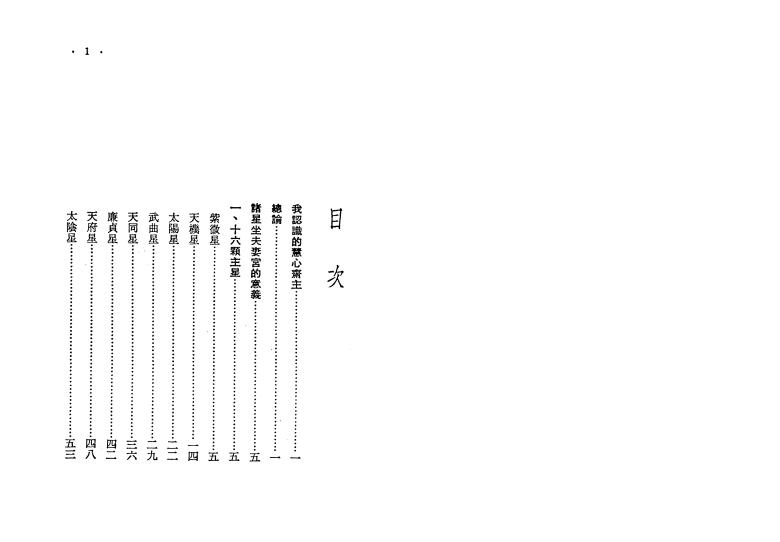 · 1 ·
目次
我認識的慧心齋主……一
總論……一
諸星坐夫妻宮的意義……五
一、十六顆主星……五
紫微星……五
天機星……一四
太陽星……二二
武曲星……二九
天同星……三六
廉貞星……四二
天府星……四八
太陰星……五三